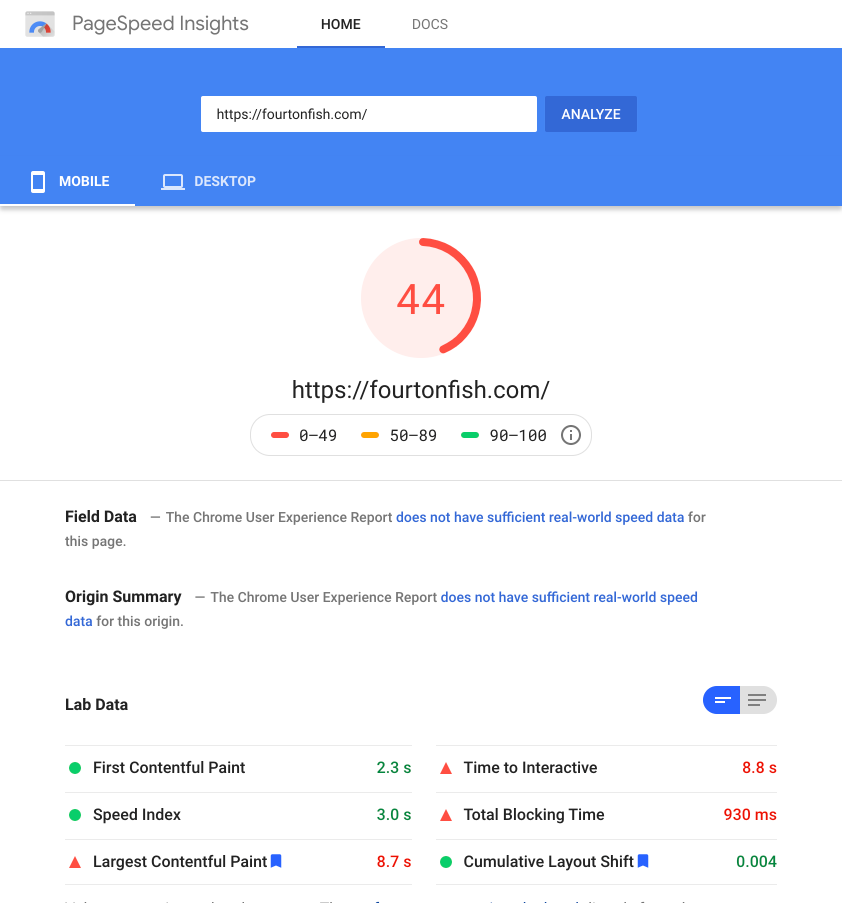 PageSpeed Insights
HOME
DOCS
https://fourtonfish.com/
ANALYZE
MOBILE
DESKTOP
44
https://fourtonfish.com/
0–49
50–89
90–100
Field Data — The Chrome User Experience Report does not have sufficient real-world speed data for
this page.
Origin Summary — The Chrome User Experience Report does not have sufficient real-world speed
data for this origin.
Lab Data
First Contentful Paint 2.3 s
Time to Interactive 8.8 s
Speed Index 3.0 s
Total Blocking Time 930 ms
Largest Contentful Paint 8.7 s
Cumulative Layout Shift 0.004